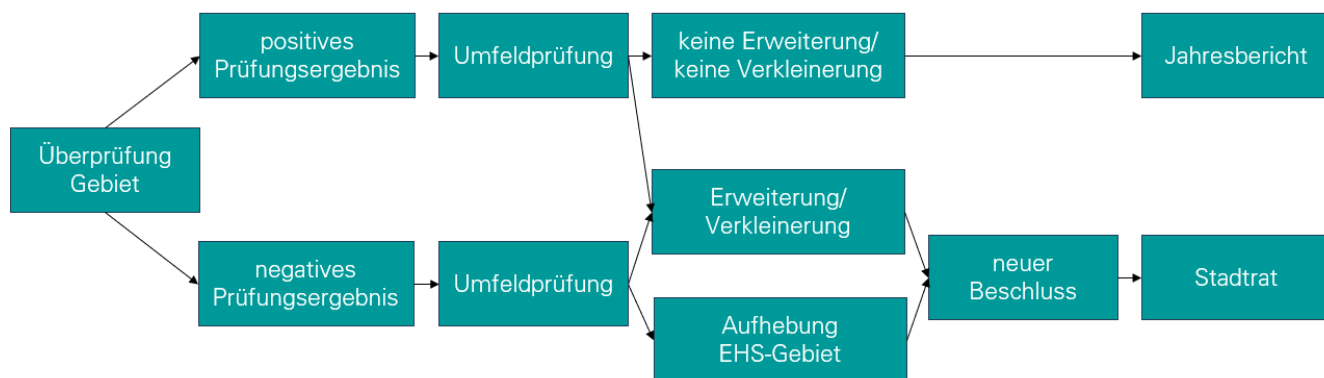 positives
Prüfungsergebnis
Umfeldprüfung
keine Erweiterung/
keine Verkleinerung
Jahresbericht
Überprüfung
Gebiet
Erweiterung/
Verkleinerung
negatives
Prüfungsergebnis
Umfeldprüfung
neuer
Beschluss
Stadtrat
Aufhebung
EHS-Gebiet